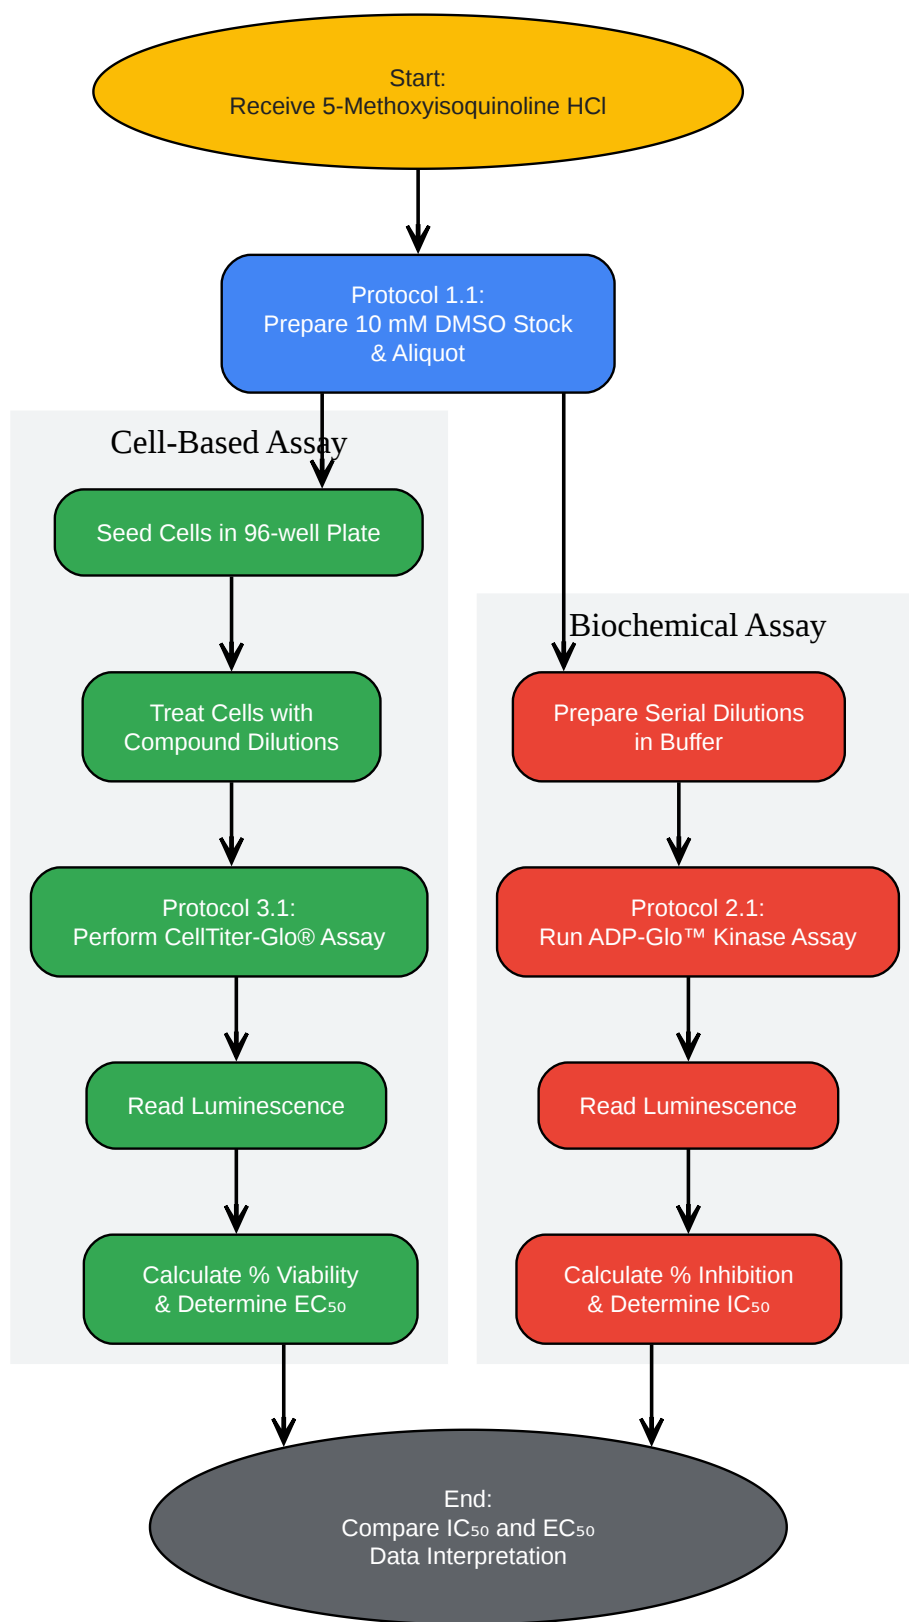 Start:
Receive 5-Methoxyisoquinoline HCl
Protocol 1.1:
Prepare 10 mM DMSO Stock
& Aliquot
Cell-Based Assay
Seed Cells in 96-well Plate
Treat Cells with
Compound Dilutions
Protocol 3.1:
Perform CellTiter-Glo® Assay
Read Luminescence
Calculate % Viability
& Determine EC₅₀
Biochemical Assay
Prepare Serial Dilutions
in Buffer
Protocol 2.1:
Run ADP-Glo™ Kinase Assay
Read Luminescence
Calculate % Inhibition
& Determine IC₅₀
End:
Compare IC₅₀ and EC₅₀
Data Interpretation